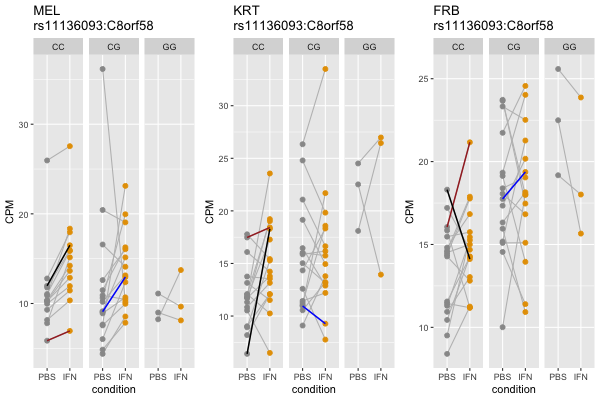 MEL
rs11136093:C8orf58
CC
CG
GG
CPM
30
20
10
PBS IFN
PBS IFN
PBS IFN
condition
KRT
rs11136093:C8orf58
CC
CG
GG
CPM
30
25
20
15
10
PBS IFN
PBS IFN
PBS IFN
condition
FRB
rs11136093:C8orf58
CC
CG
GG
CPM
25
20
15
10
PBS IFN
PBS IFN
PBS IFN
condition